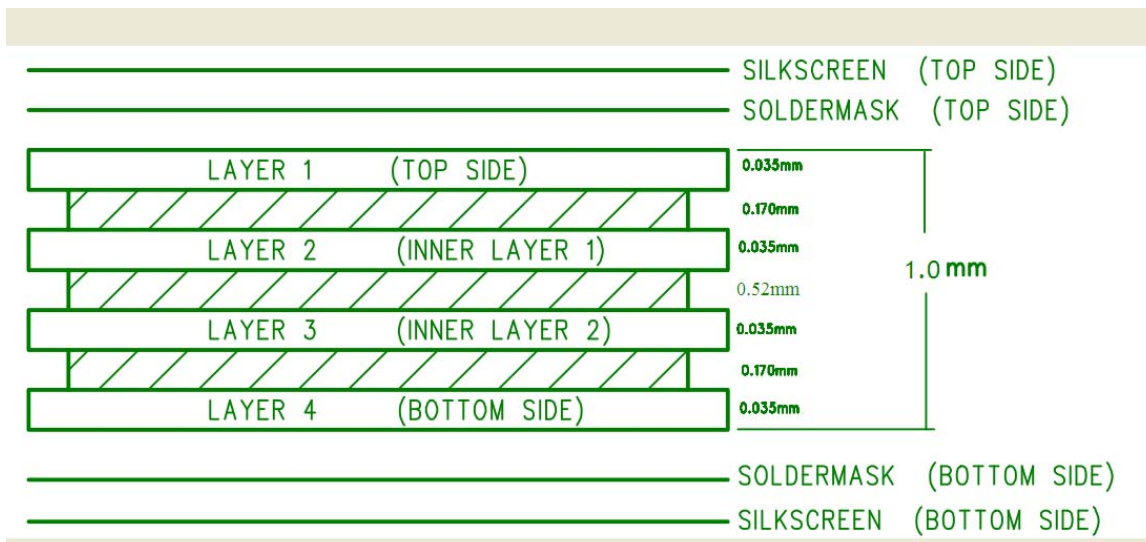 SILKSCREEN (TOP SIDE)
SOLDERMASK (TOP SIDE)
LAYER 1 (TOP SIDE) 0.035mm
0.170mm
LAYER 2 (INNER LAYER 1) 0.035mm
1.0 mm
0.52mm
LAYER 3 (INNER LAYER 2) 0.035mm
0.170mm
LAYER 4 (BOTTOM SIDE) 0.035mm
SOLDERMASK (BOTTOM SIDE)
SILKSCREEN (BOTTOM SIDE)